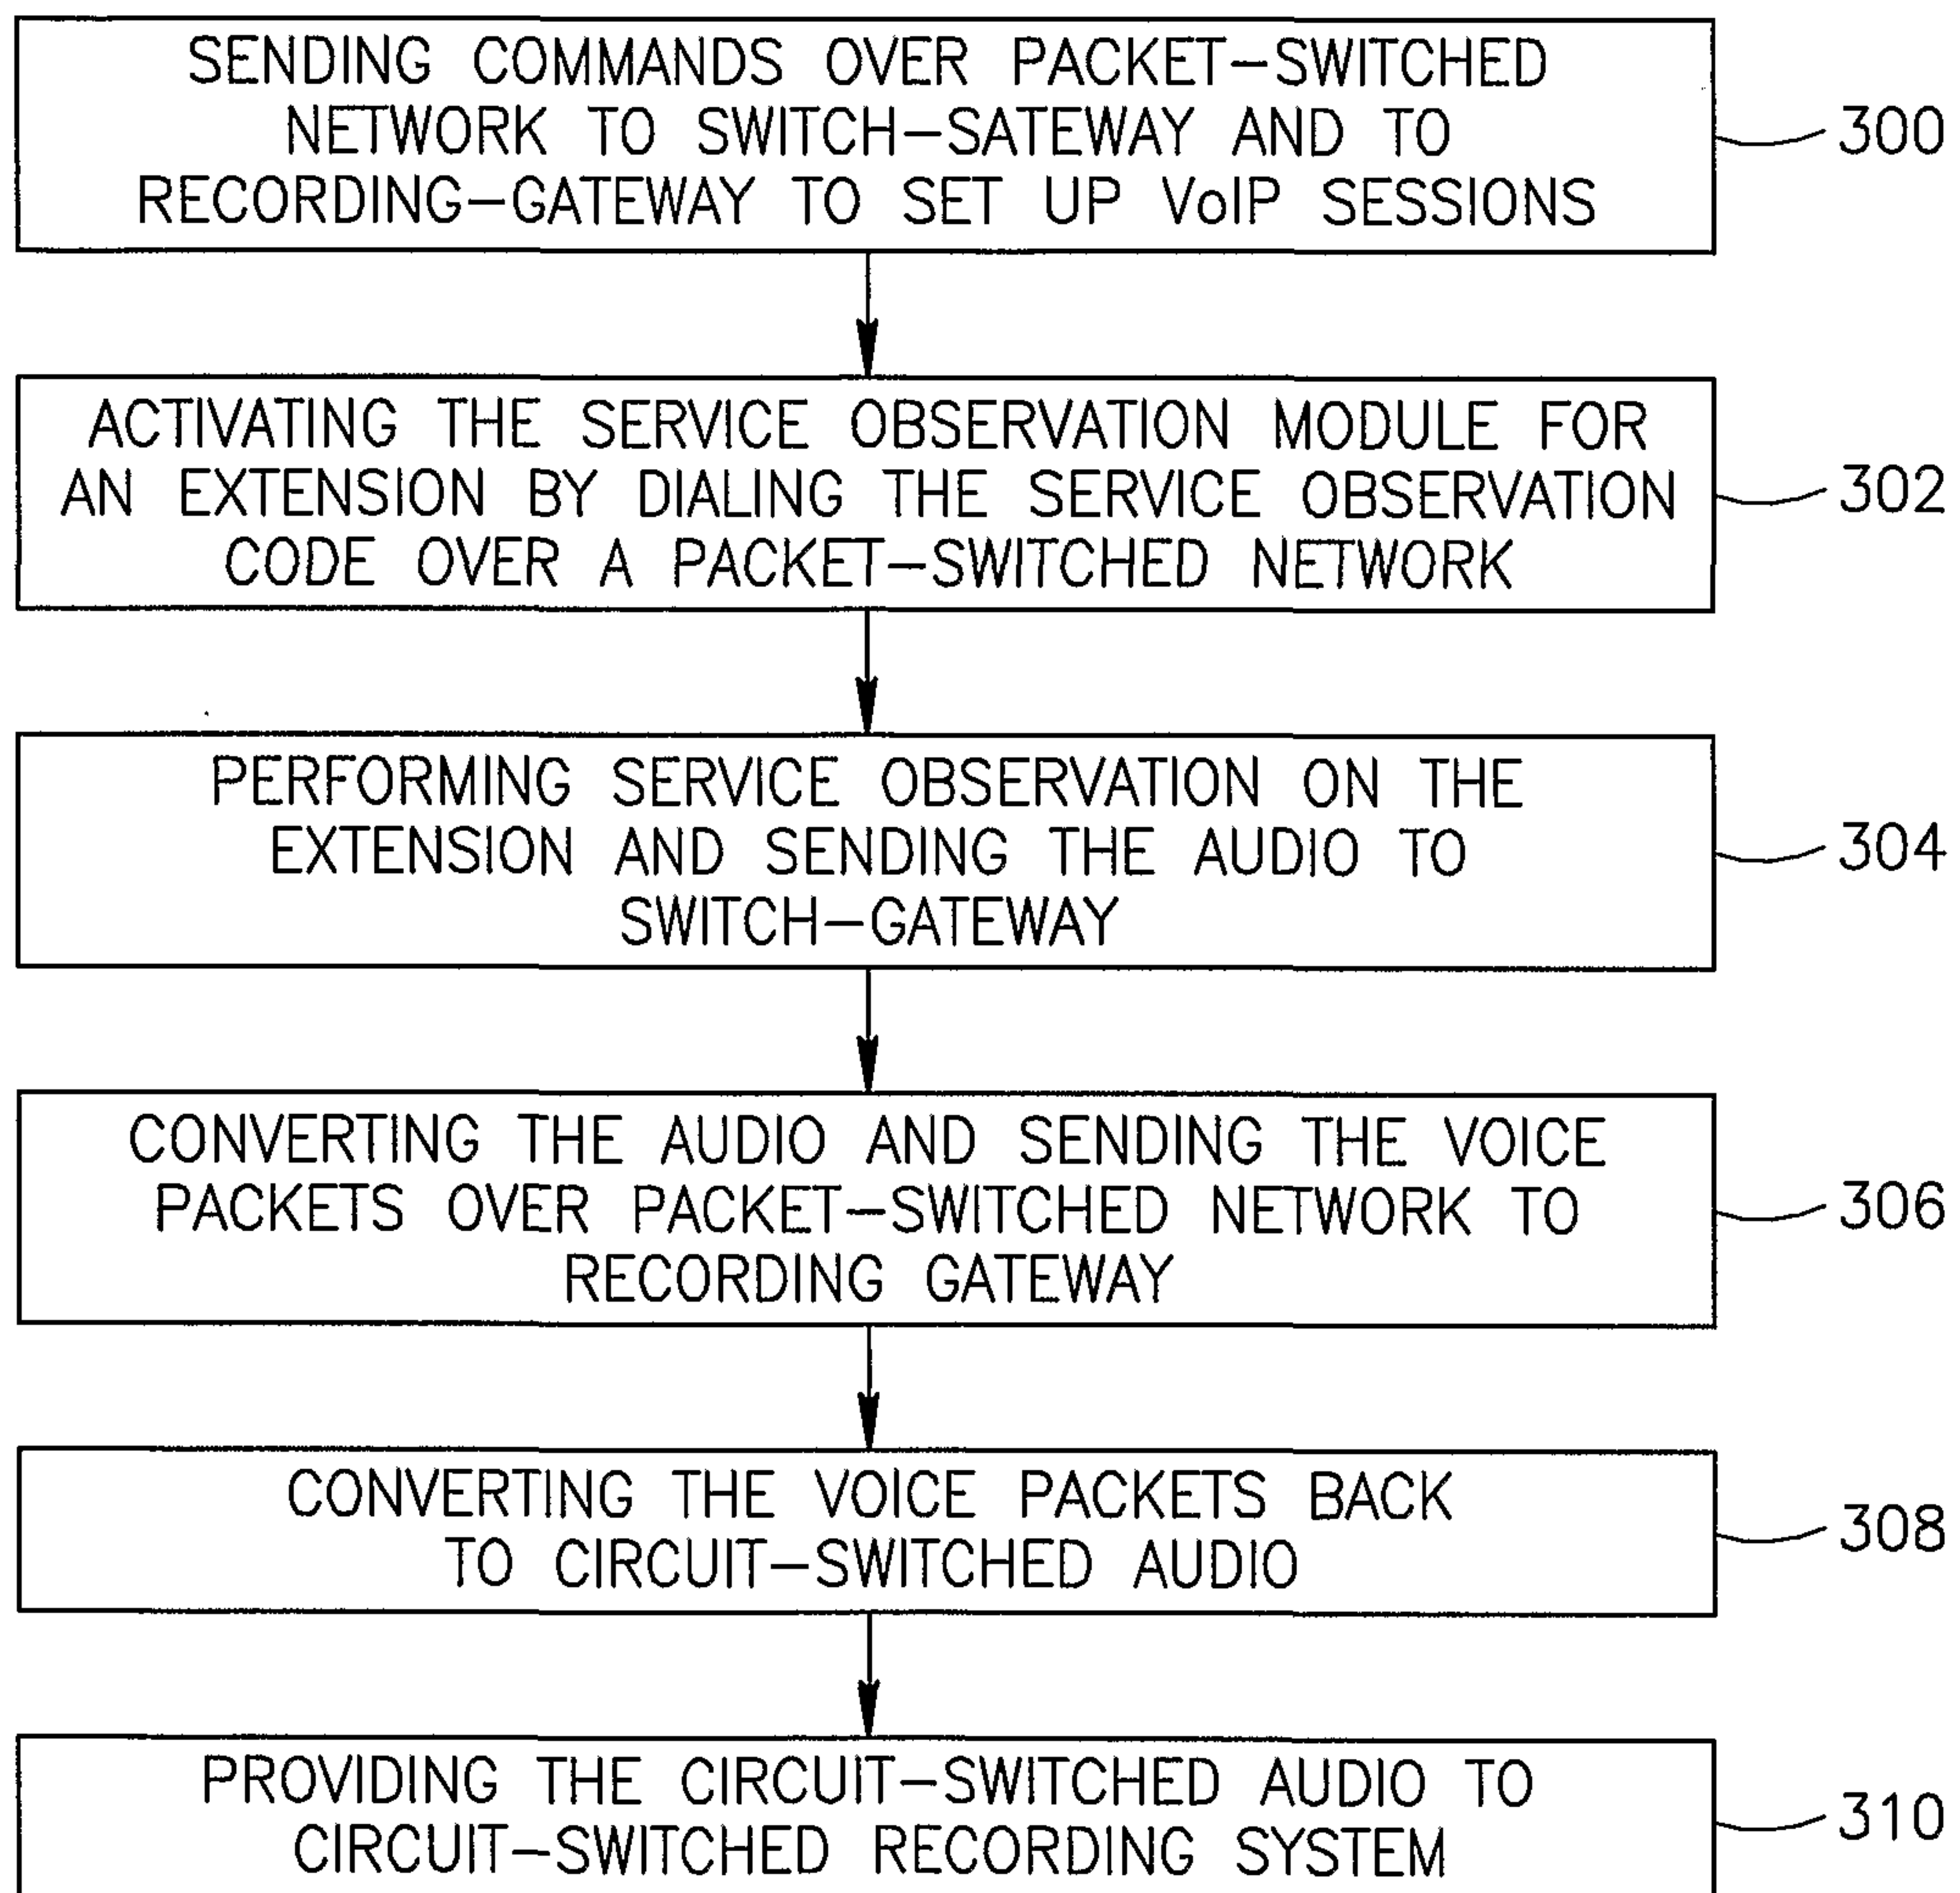 SENDING COMMANDS OVER PACKET-SWITCHED
NETWORK TO SWITCH-SATEWAY AND TO
RECORDING-GATEWAY TO SET UP VoIP SESSIONS
300
ACTIVATING THE SERVICE OBSERVATION MODULE FOR
AN EXTENSION BY DIALING THE SERVICE OBSERVATION
CODE OVER A PACKET-SWITCHED NETWORK
302
PERFORMING SERVICE OBSERVATION ON THE
EXTENSION AND SENDING THE AUDIO TO
SWITCH-GATEWAY
304
CONVERTING THE AUDIO AND SENDING THE VOICE
PACKETS OVER PACKET-SWITCHED NETWORK TO
RECORDING GATEWAY
306
CONVERTING THE VOICE PACKETS BACK
TO CIRCUIT-SWITCHED AUDIO
308
PROVIDING THE CIRCUIT-SWITCHED AUDIO TO
CIRCUIT-SWITCHED RECORDING SYSTEM
310